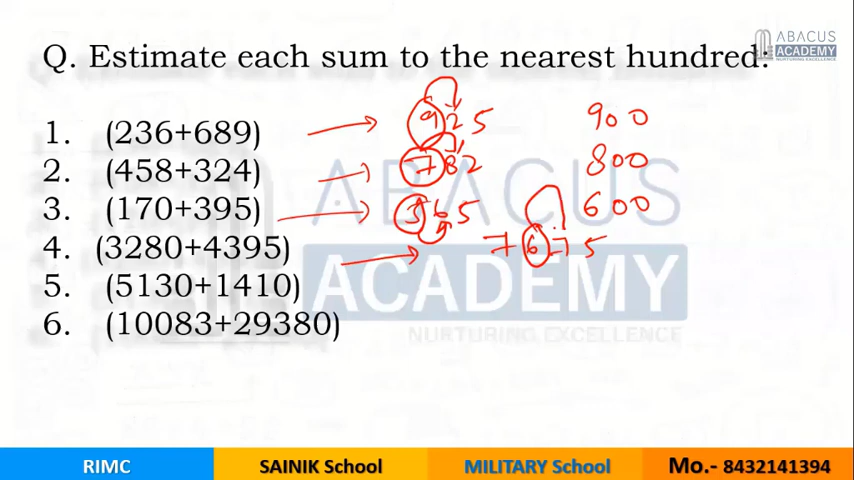 ABACUS
ACADEMY
NURTURING EXCELLENCE
Q. Estimate each sum to the nearest hundred:
1. (236+689) 925 900
2. (458+324) 782 800
3. (170+395) 565 600
4. (3280+4395) 7675
5. (5130+1410)
6. (10083+29380)
ABACUS
ACADEMY
NURTURING EXCELLENCE
RIMC SAINIK School MILITARY School Mo.- 8432141394